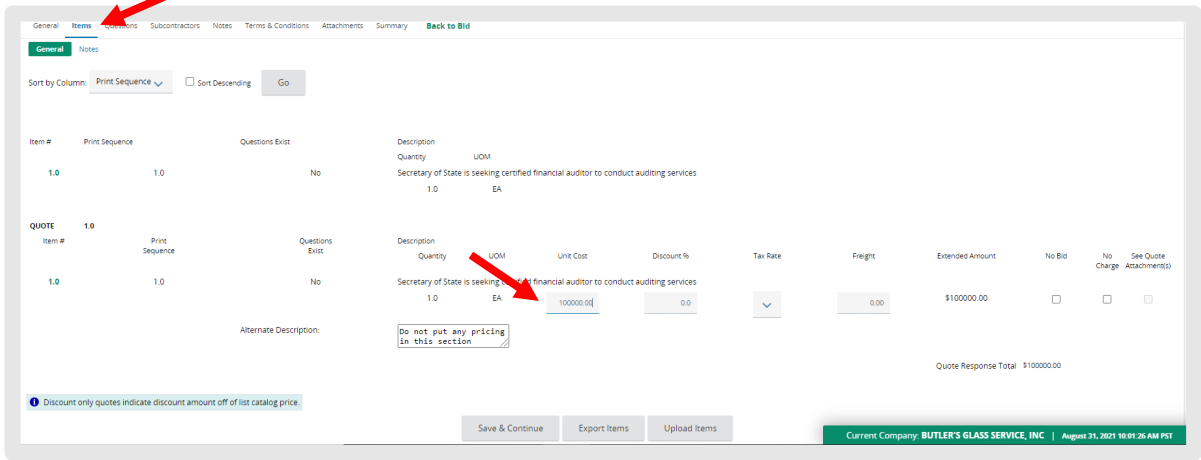 General Items Questions Subcontractors Notes Terms & Conditions Attachments Summary Back to Bid
General Notes
Sort by Column: Print Sequence Sort Descending Go
Item # Print Sequence Questions Exist Description
Quantity UOM
1.0 1.0 No Secretary of State is seeking certified financial auditor to conduct auditing services
1.0 EA
QUOTE 1.0
Item # Print Sequence Questions Exist Description
Quantity UOM Unit Cost Discount % Tax Rate Freight Extended Amount No Bid No Charge See Quote Attachment(s)
1.0 1.0 No Secretary of State is seeking certified financial auditor to conduct auditing services
1.0 EA 100000.00 0.0 0.00 $100000.00
Alternate Description: Do not put any pricing
in this section
Quote Response Total $100000.00
Discount only quotes indicate discount amount off of list catalog price.
Save & Continue Export Items Upload Items
Current Company: BUTLER'S GLASS SERVICE, INC | August 31, 2021 10:01:26 AM PST